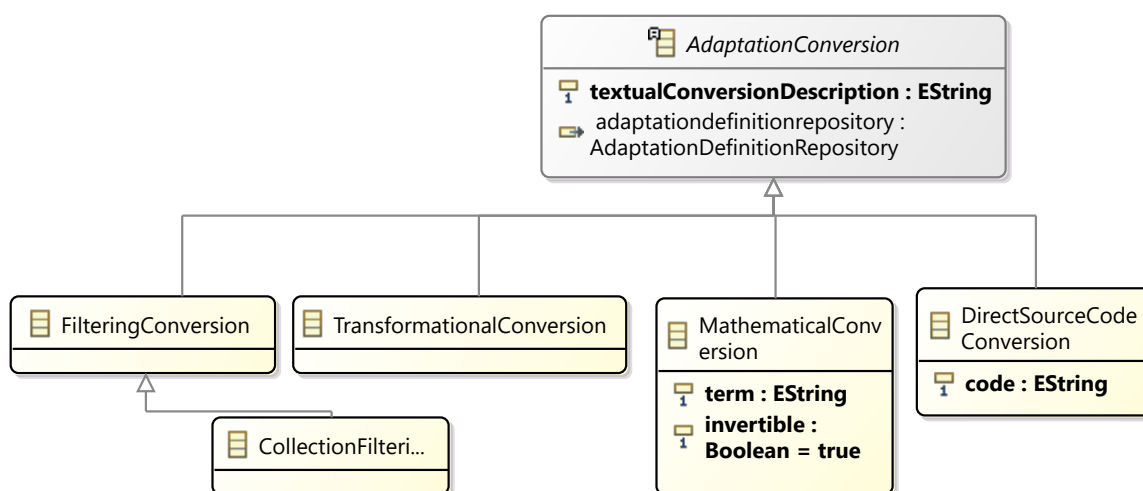 AdaptationConversion
textualConversionDescription : EString
adaptationdefinitionrepository :
AdaptationDefinitionRepository
FilteringConversion
TransformationalConversion
MathematicalConv
ersion
term : EString
invertible :
Boolean = true
DirectSourceCode
Conversion
code : EString
CollectionFilteri...